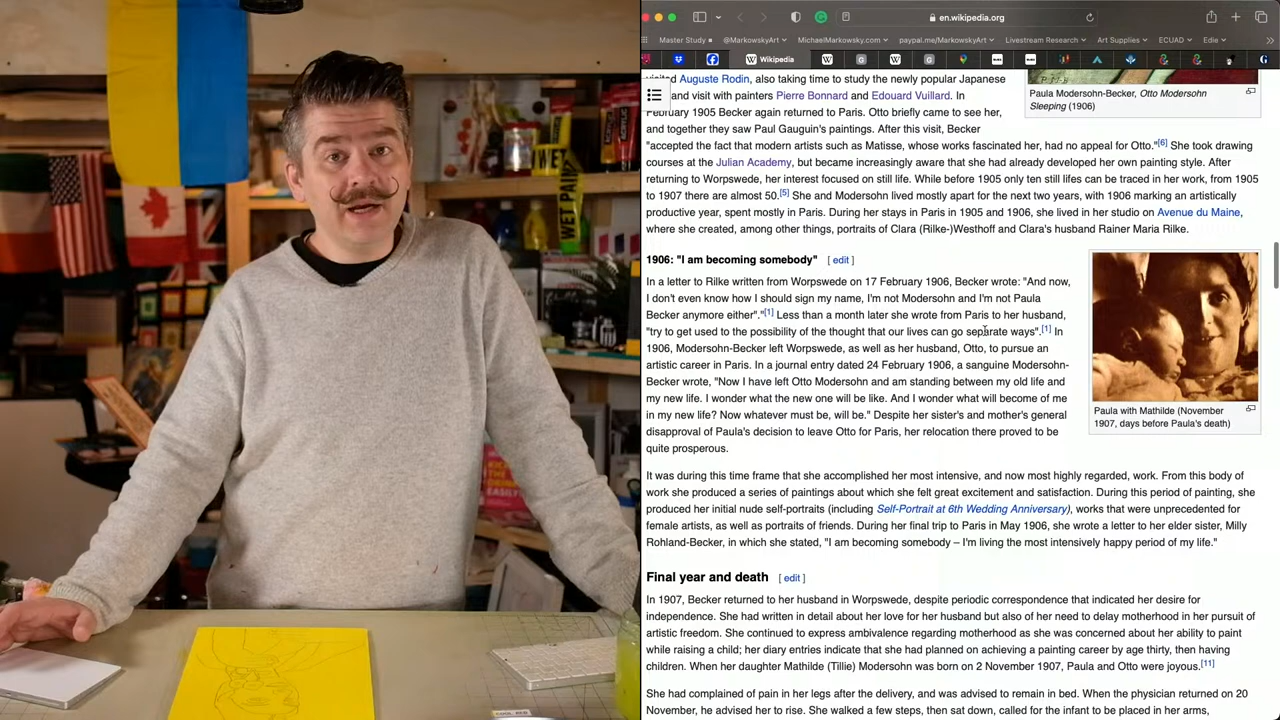 WET PAIN
ACRYLIC
KICK
en.wikipedia.org
Master Study
@MarkowskyArt
MichaelMarkowsky.com
paypal.me/MarkowskyArt
Livestream Research
Art Supplies
ECUAD
Edie
Wikipedia
visited Auguste Rodin, also taking time to study the newly popular Japanese
and visit with painters Pierre Bonnard and Edouard Vuillard. In
February 1905 Becker again returned to Paris. Otto briefly came to see her,
and together they saw Paul Gauguin's paintings. After this visit, Becker
"accepted the fact that modern artists such as Matisse, whose works fascinated her, had no appeal for Otto."[6] She took drawing
courses at the Julian Academy, but became increasingly aware that she had already developed her own painting style. After
returning to Worpswede, her interest focused on still life. While before 1905 only ten still lifes can be traced in her work, from 1905
to 1907 there are almost 50.[5] She and Modersohn lived mostly apart for the next two years, with 1906 marking an artistically
productive year, spent mostly in Paris. During her stays in Paris in 1905 and 1906, she lived in her studio on Avenue du Maine,
where she created, among other things, portraits of Clara (Rilke-)Westhoff and Clara's husband Rainer Maria Rilke.
Paula Modersohn-Becker, Otto Modersohn
Sleeping (1906)
1906: "I am becoming somebody" [ edit ]
In a letter to Rilke written from Worpswede on 17 February 1906, Becker wrote: "And now,
I don't even know how I should sign my name, I'm not Modersohn and I'm not Paula
Becker anymore either"."[1] Less than a month later she wrote from Paris to her husband,
"try to get used to the possibility of the thought that our lives can go separate ways".[1] In
1906, Modersohn-Becker left Worpswede, as well as her husband, Otto, to pursue an
artistic career in Paris. In a journal entry dated 24 February 1906, a sanguine Modersohn-
Becker wrote, "Now I have left Otto Modersohn and am standing between my old life and
my new life. I wonder what the new one will be like. And I wonder what will become of me
in my new life? Now whatever must be, will be." Despite her sister's and mother's general
disapproval of Paula's decision to leave Otto for Paris, her relocation there proved to be
quite prosperous.
Paula with Mathilde (November
1907, days before Paula's death)
It was during this time frame that she accomplished her most intensive, and now most highly regarded, work. From this body of
work she produced a series of paintings about which she felt great excitement and satisfaction. During this period of painting, she
produced her initial nude self-portraits (including Self-Portrait at 6th Wedding Anniversary), works that were unprecedented for
female artists, as well as portraits of friends. During her final trip to Paris in May 1906, she wrote a letter to her elder sister, Milly
Rohland-Becker, in which she stated, "I am becoming somebody – I'm living the most intensively happy period of my life."
Final year and death [ edit ]
In 1907, Becker returned to her husband in Worpswede, despite periodic correspondence that indicated her desire for
independence. She had written in detail about her love for her husband but also of her need to delay motherhood in her pursuit of
artistic freedom. She continued to express ambivalence regarding motherhood as she was concerned about her ability to paint
while raising a child; her diary entries indicate that she had planned on achieving a painting career by age thirty, then having
children. When her daughter Mathilde (Tillie) Modersohn was born on 2 November 1907, Paula and Otto were joyous.[11]
She had complained of pain in her legs after the delivery, and was advised to remain in bed. When the physician returned on 20
November, he advised her to rise. She walked a few steps, then sat down, called for the infant to be placed in her arms,